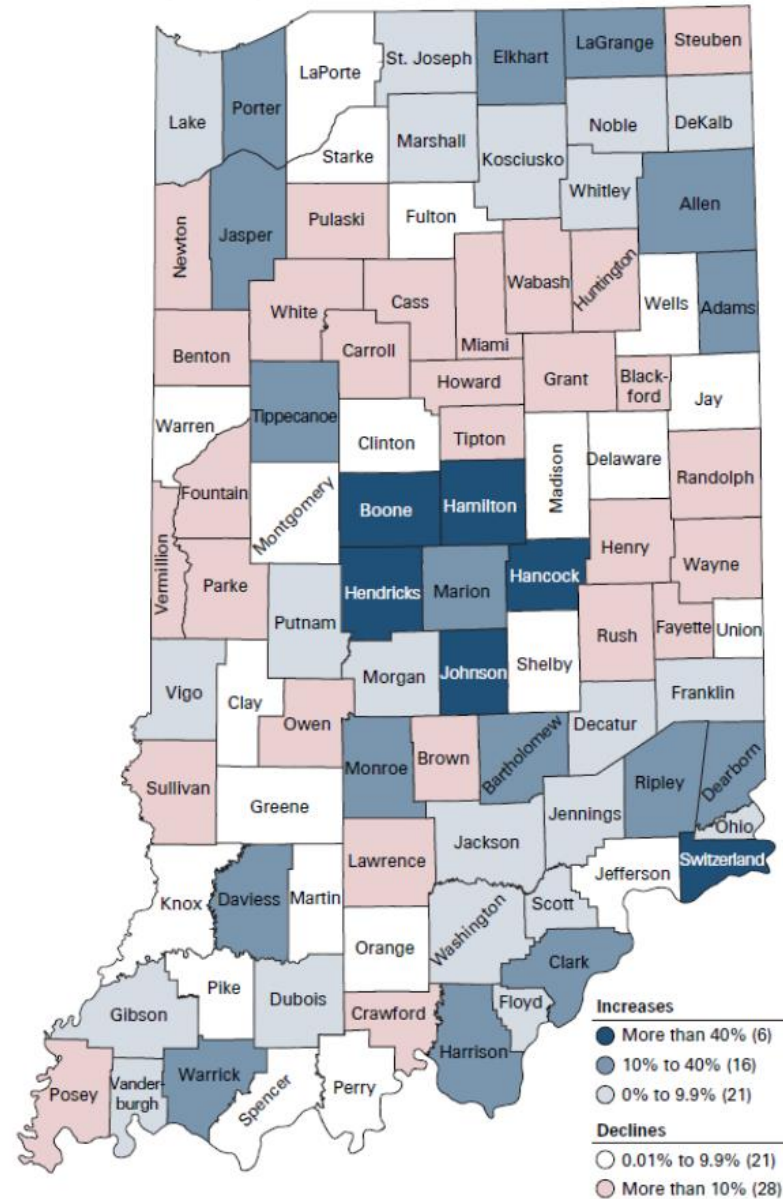 St. Joseph
Elkhart
LaGrange
Steuben
LaPorte
Porter
Lake
Noble
DeKalb
Marshall
Starke
Kosciusko
Whitley
Allen
Fulton
Pulaski
Newton
Jasper
Wabash
Huntington
Wells
Adams
White
Cass
Miami
Benton
Carroll
Howard
Grant
Black-
ford
Jay
Warren
Tippecanoe
Clinton
Tipton
Madison
Delaware
Randolph
Fountain
Montgomery
Boone
Hamilton
Vermillion
Parke
Hendricks
Marion
Hancock
Henry
Wayne
Putnam
Rush
Fayette
Union
Vigo
Clay
Morgan
Johnson
Shelby
Franklin
Owen
Decatur
Sullivan
Monroe
Brown
Bartholomew
Ripley
Dearborn
Greene
Jackson
Jennings
Ohio
Lawrence
Jefferson
Switzerland
Knox
Daviess
Martin
Orange
Washington
Scott
Clark
Gibson
Pike
Dubois
Crawford
Floyd
Harrison
Posey
Vander-
burgh
Warrick
Spencer
Perry
Increases
More than 40% (6)
10% to 40% (16)
0% to 9.9% (21)
Declines
0.01% to 9.9% (21)
More than 10% (28)